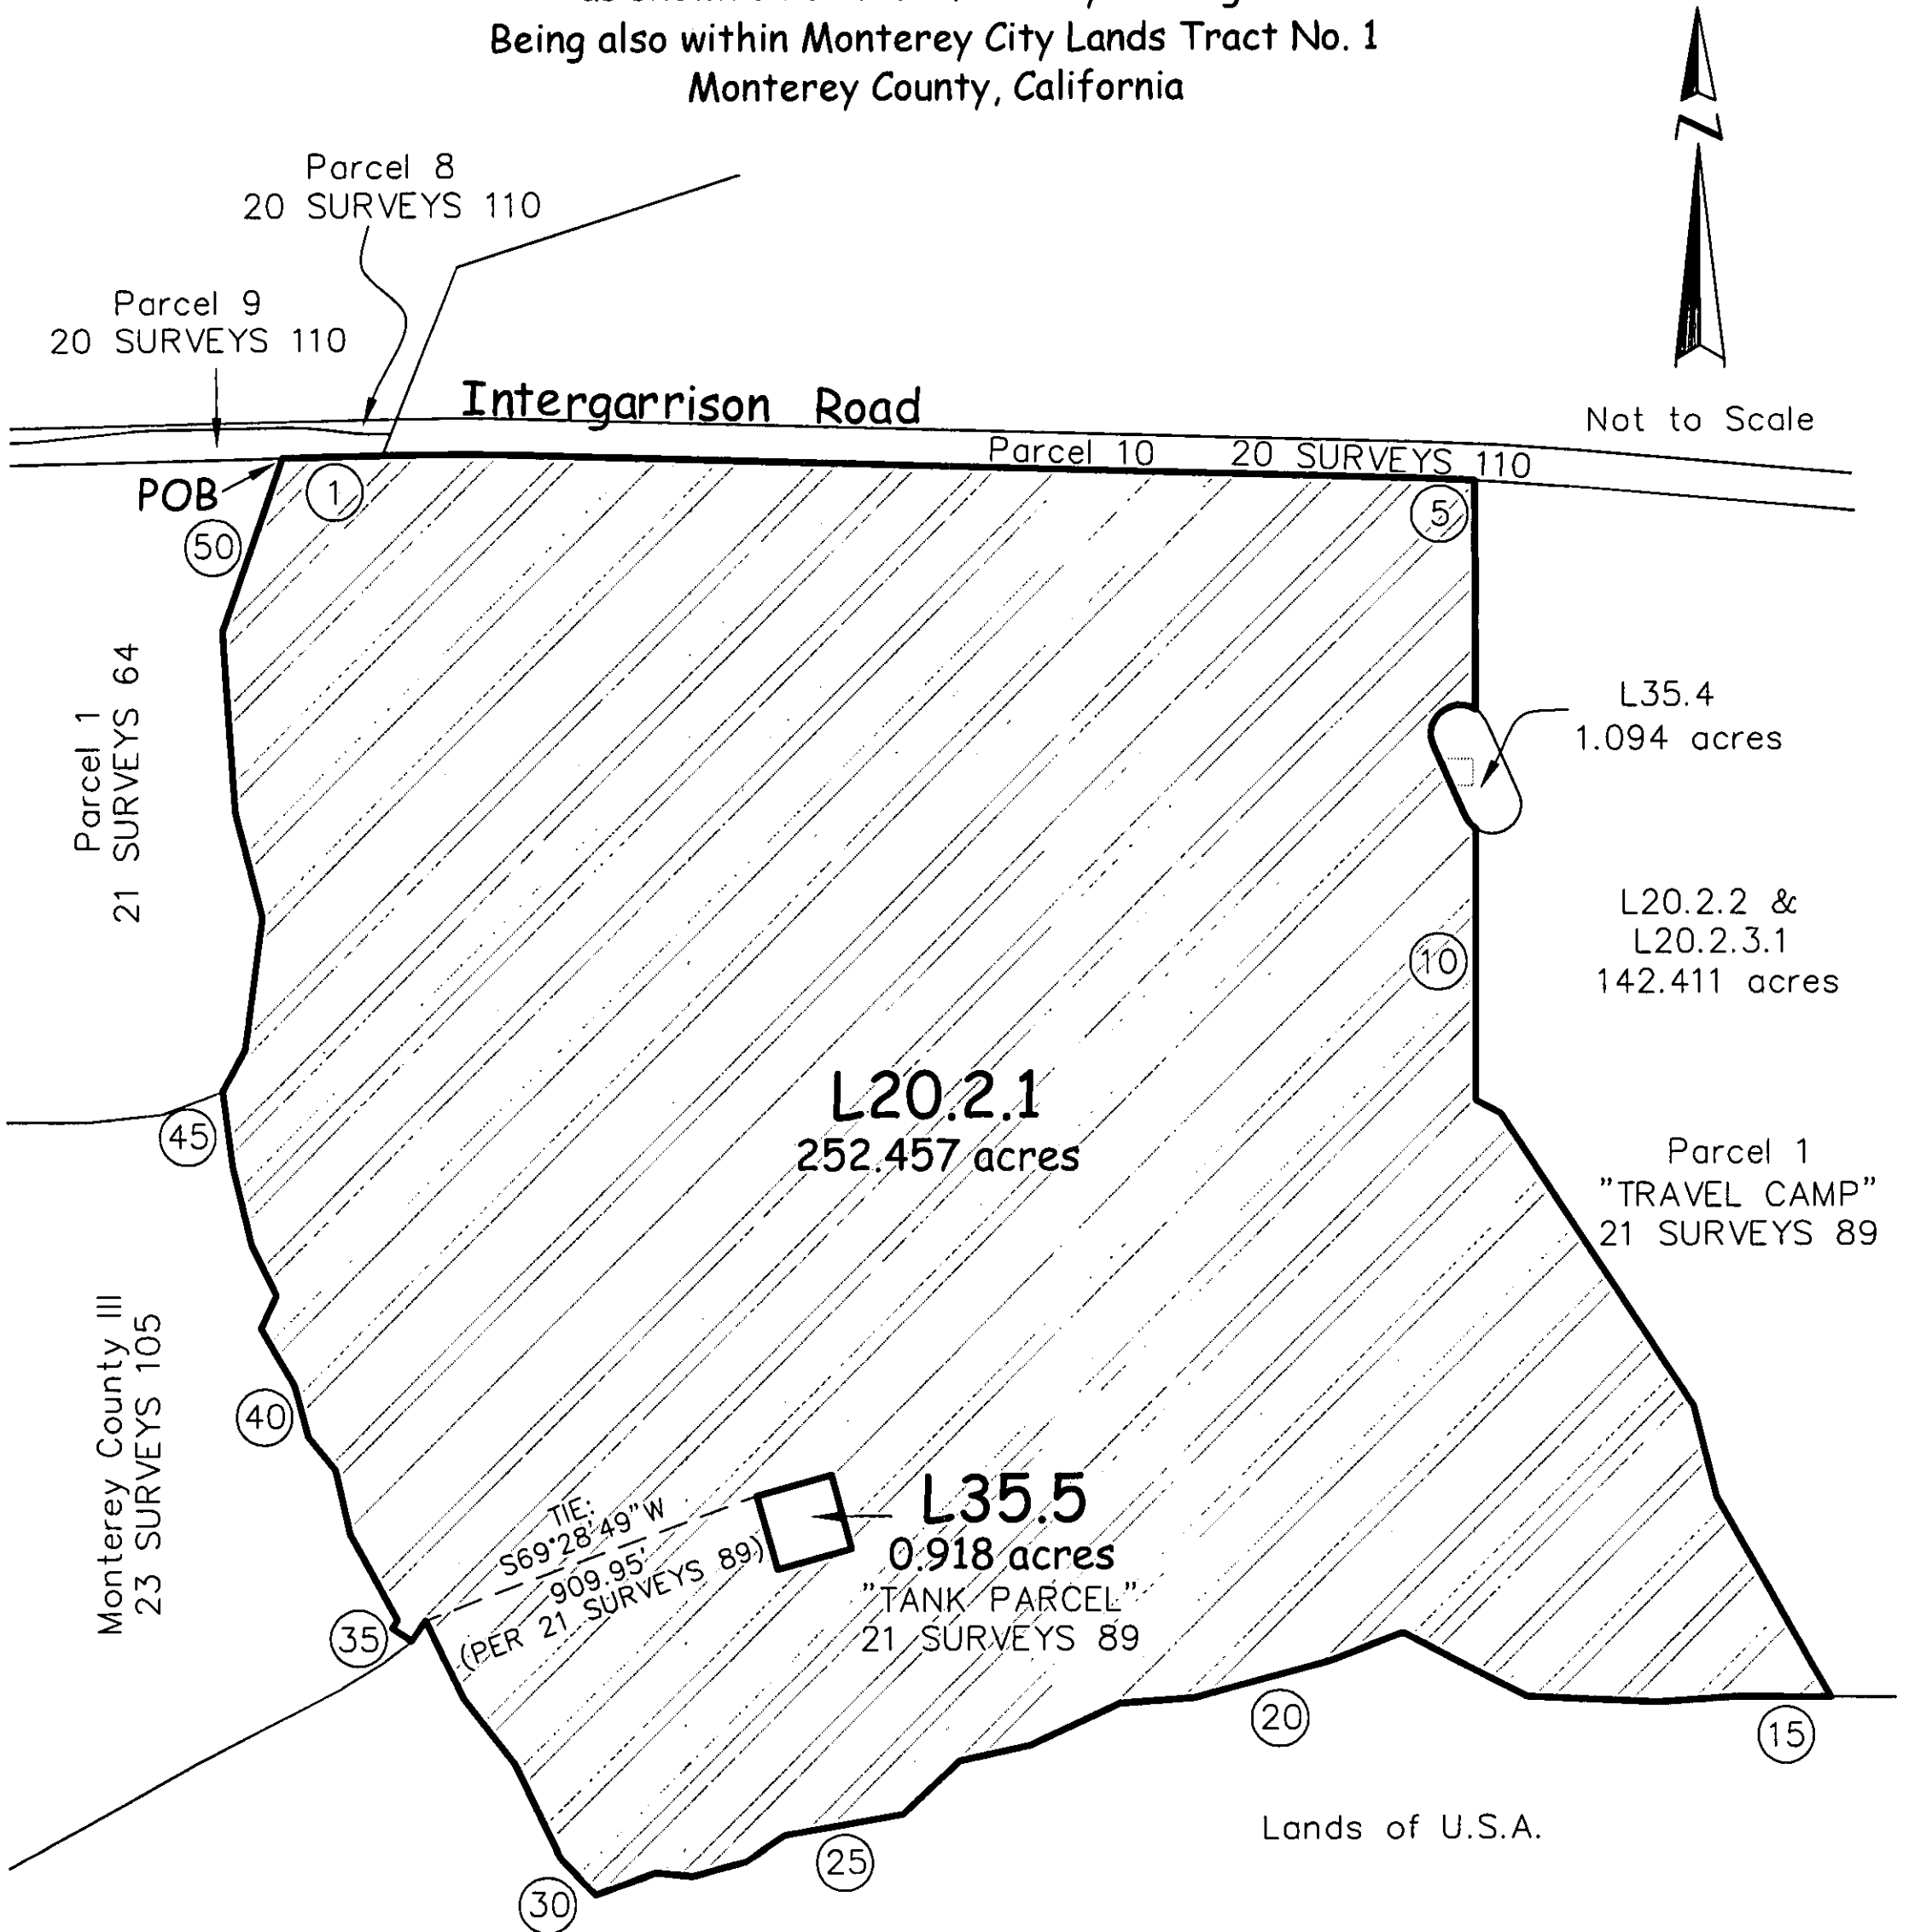 Being also within Monterey City Lands Tract No. 1
Monterey County, California
N
Parcel 8
20 SURVEYS 110
Parcel 9
20 SURVEYS 110
Intergarrison Road
Not to Scale
Parcel 10 20 SURVEYS 110
POB
1
5
50
Parcel 1
21 SURVEYS 64
L35.4
1.094 acres
L20.2.2 &
L20.2.3.1
142.411 acres
10
L20.2.1
252.457 acres
45
Parcel 1
"TRAVEL CAMP"
21 SURVEYS 89
Monterey County III
23 SURVEYS 105
40
TIE:
S69°28'49"W
909.95'
(PER 21 SURVEYS 89)
L35.5
0.918 acres
"TANK PARCEL"
21 SURVEYS 89
35
20
15
Lands of U.S.A.
25
30